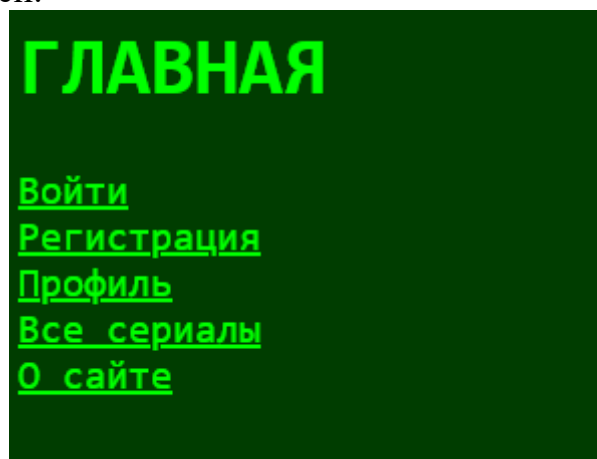 ГЛАВНАЯ
Войти
Регистрация
Профиль
Все сериалы
О сайте